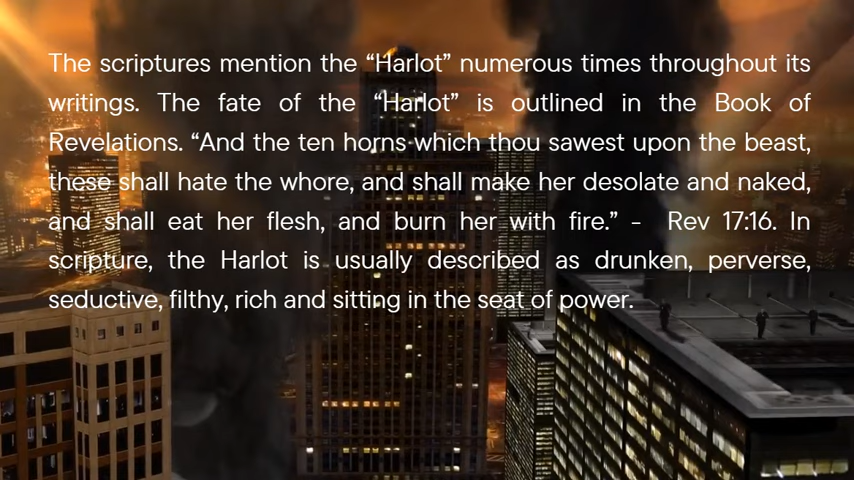 The scriptures mention the “Harlot” numerous times throughout its
writings. The fate of the “Harlot” is outlined in the Book of
Revelations. “And the ten horns which thou sawest upon the beast,
these shall hate the whore, and shall make her desolate and naked,
and shall eat her flesh, and burn her with fire.” - Rev 17:16. In
scripture, the Harlot is usually described as drunken, perverse,
seductive, filthy, rich and sitting in the seat of power.